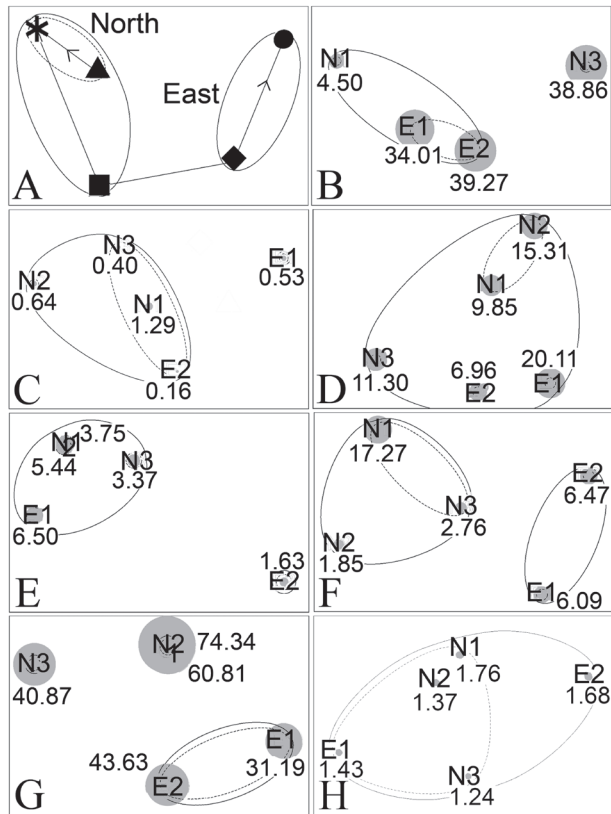 North
East
A
N1
4.50
N3
38.86
E1
34.01
E2
39.27
B
N3
0.40
E1
0.53
N2
0.64
N1
1.29
E2
0.16
C
N2
15.31
N1
9.85
N3
11.30
6.96
E2
20.11
E1
D
N1 3.75
2
5.44
N3
3.37
E1
6.50
1.63
E2
E
N1
17.27
E2
6.47
N3
2.76
N2
1.85
E1 6.09
F
N2 74.34
1 60.81
N3
40.87
E1
31.19
43.63
E2
G
N1
1.76
N2
1.37
E2
1.68
E1
1.43
N3
1.24
H